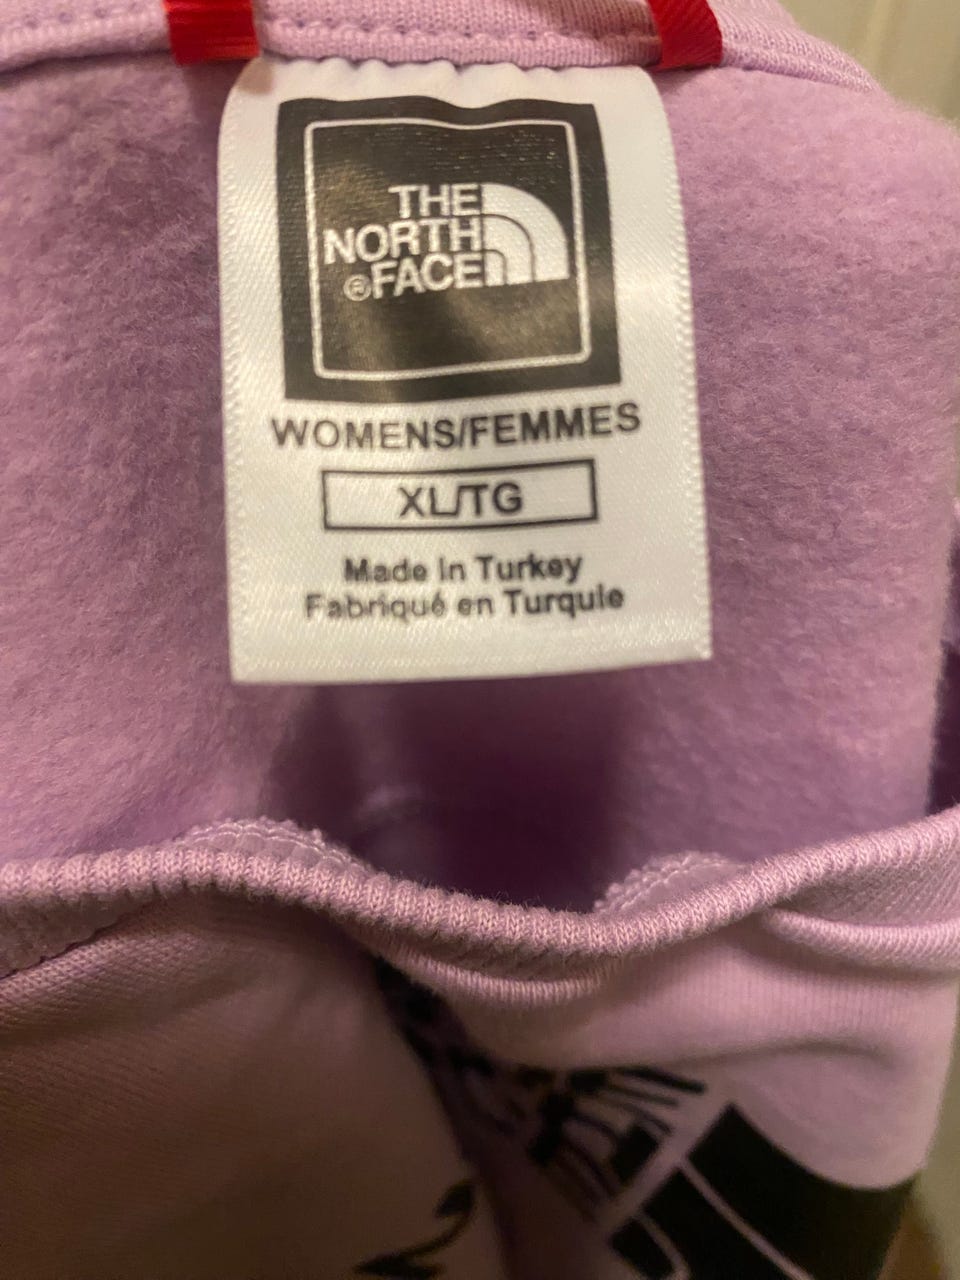 THE
NORTH
®FACE
WOMENS/FEMMES
XL/TG
Made in Turkey
Fabriqué en Turquie